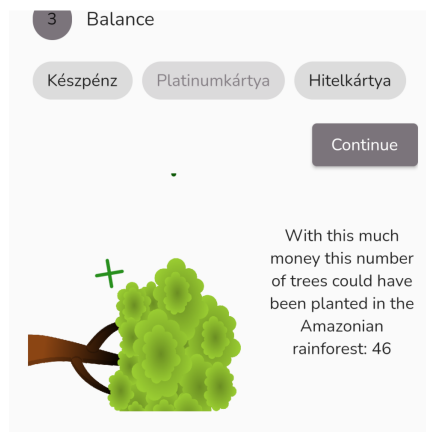 3 Balance
Készpénz Platinumkártya Hitelkártya
Continue
With this much
money this number
of trees could have
been planted in the
Amazonian
rainforest: 46